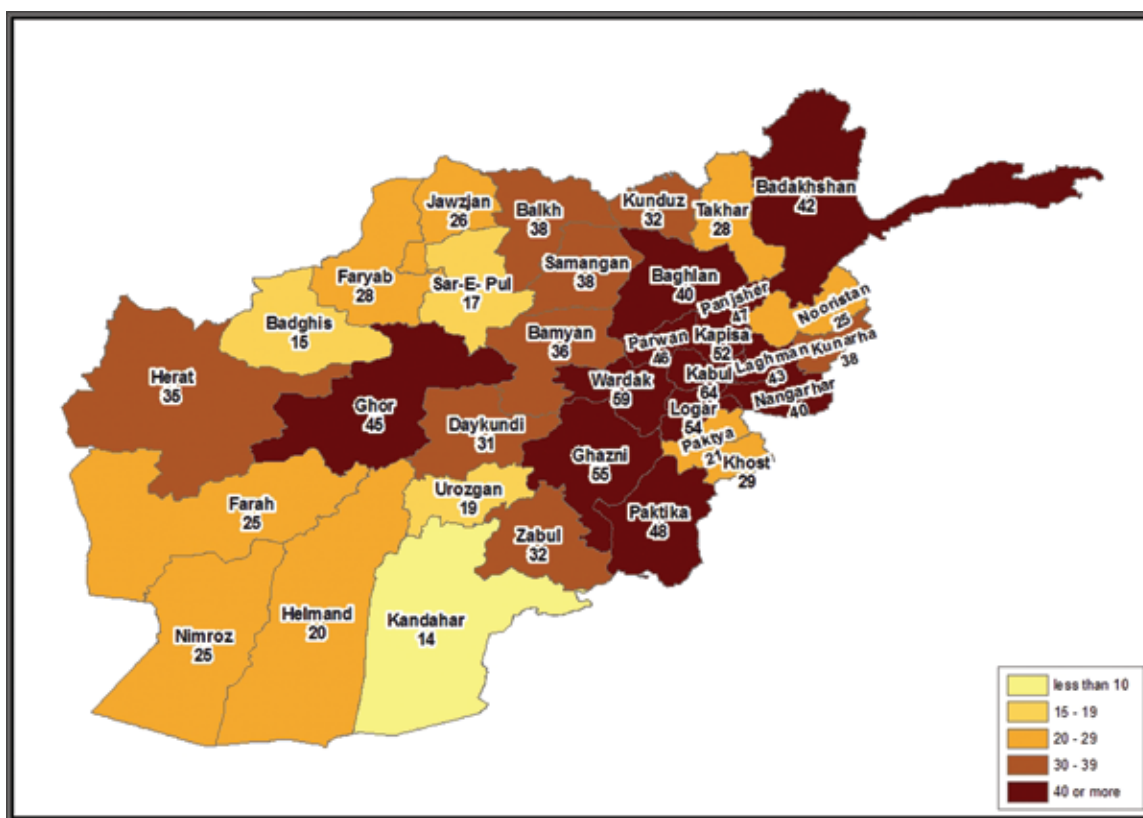 Badakhshan
42
Jawzjan
26
Balkh
38
Kunduz
32
Takhar
28
Faryab
28
Sar-E- Pul
17
Samangan
38
Baghlan
40
Panjsher
47
Nooristan
25
Badghis
15
Bamyan
36
Parwan
46
Kapisa
52
Laghman
43
Kunarha
38
Herat
35
Ghor
45
Wardak
59
Kabul
64
Nangarhar
40
Daykundi
31
Logar
54
Paktya
21
Khost
29
Ghazni
55
Urozgan
19
Farah
25
Zabul
32
Paktika
48
Nimroz
25
Helmand
20
Kandahar
14
less than 10
15 - 19
20 - 29
30 - 39
40 or more